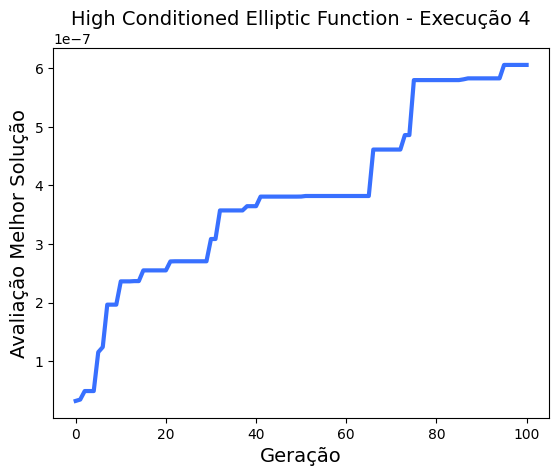 High Conditioned Elliptic Function - Execução 4
1e−7
Avaliação Melhor Solução
6
5
4
3
2
1
0 20 40 60 80 100
Geração